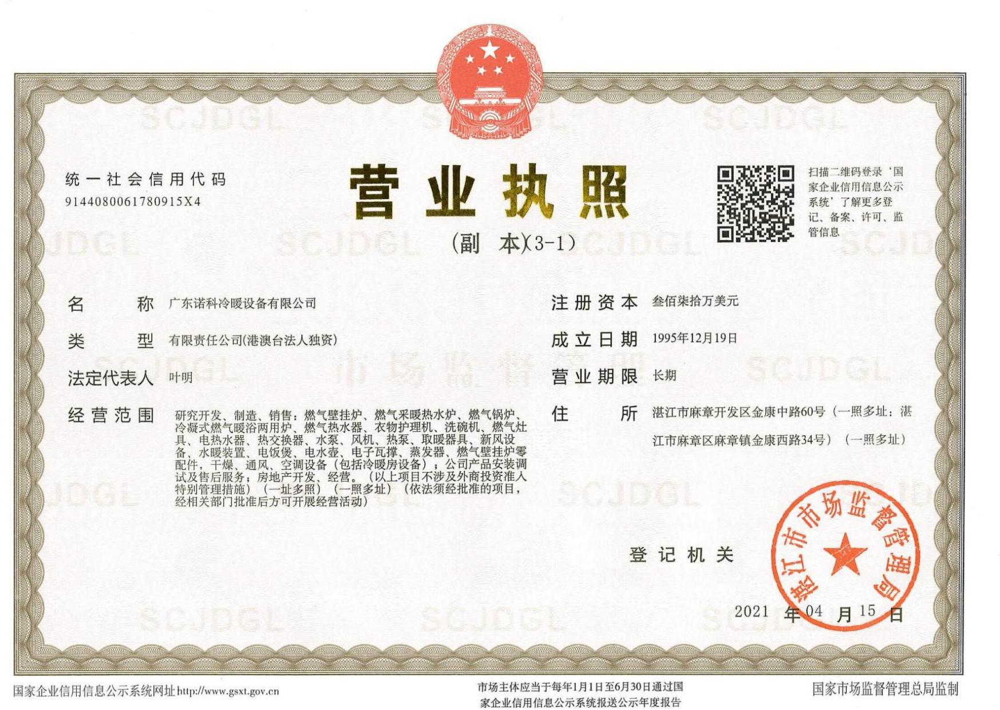 统一社会信用代码
9144080061780915X4
营业执照
(副 本)(3-1)
扫描二维码登录‘国
家企业信用信息公示
系统’了解更多登
记、备案、许可、监
管信息
名 称 广东诺科冷暖设备有限公司
类 型 有限责任公司(港澳台法人独资)
法定代表人 叶明
经营范围 研究开发、制造、销售：燃气壁挂炉、燃气采暖热水炉、燃气锅炉、
冷凝式燃气暖浴两用炉、燃气热水器、衣物护理机、洗碗机、燃气灶
具、电热水器、热交换器、水泵、风机、热泵、取暖器具、新风设
备、水暖装置、电饭煲、电水壶、电子瓦撑、蒸发器、燃气壁挂炉零
配件，干燥、通风、空调设备（包括冷暖房设备）；公司产品安装调
试及售后服务；房地产开发、经营。（以上项目不涉及外商投资准入
特别管理措施）（一址多照）（一照多址）（依法须经批准的项目，
经相关部门批准后方可开展经营活动）
注册资本 叁佰柒拾万美元
成立日期 1995年12月19日
营业期限 长期
住 所 湛江市麻章开发区金康中路60号（一照多址：湛
江市麻章区麻章镇金康西路34号）（一照多址）
登记机关
湛江市市场监督管理局
2021 年 04 月 15 日
国家企业信用信息公示系统网址http://www.gsxt.gov.cn
市场主体应当于每年1月1日至6月30日通过国
家企业信用信息公示系统报送公示年度报告
国家市场监督管理总局监制